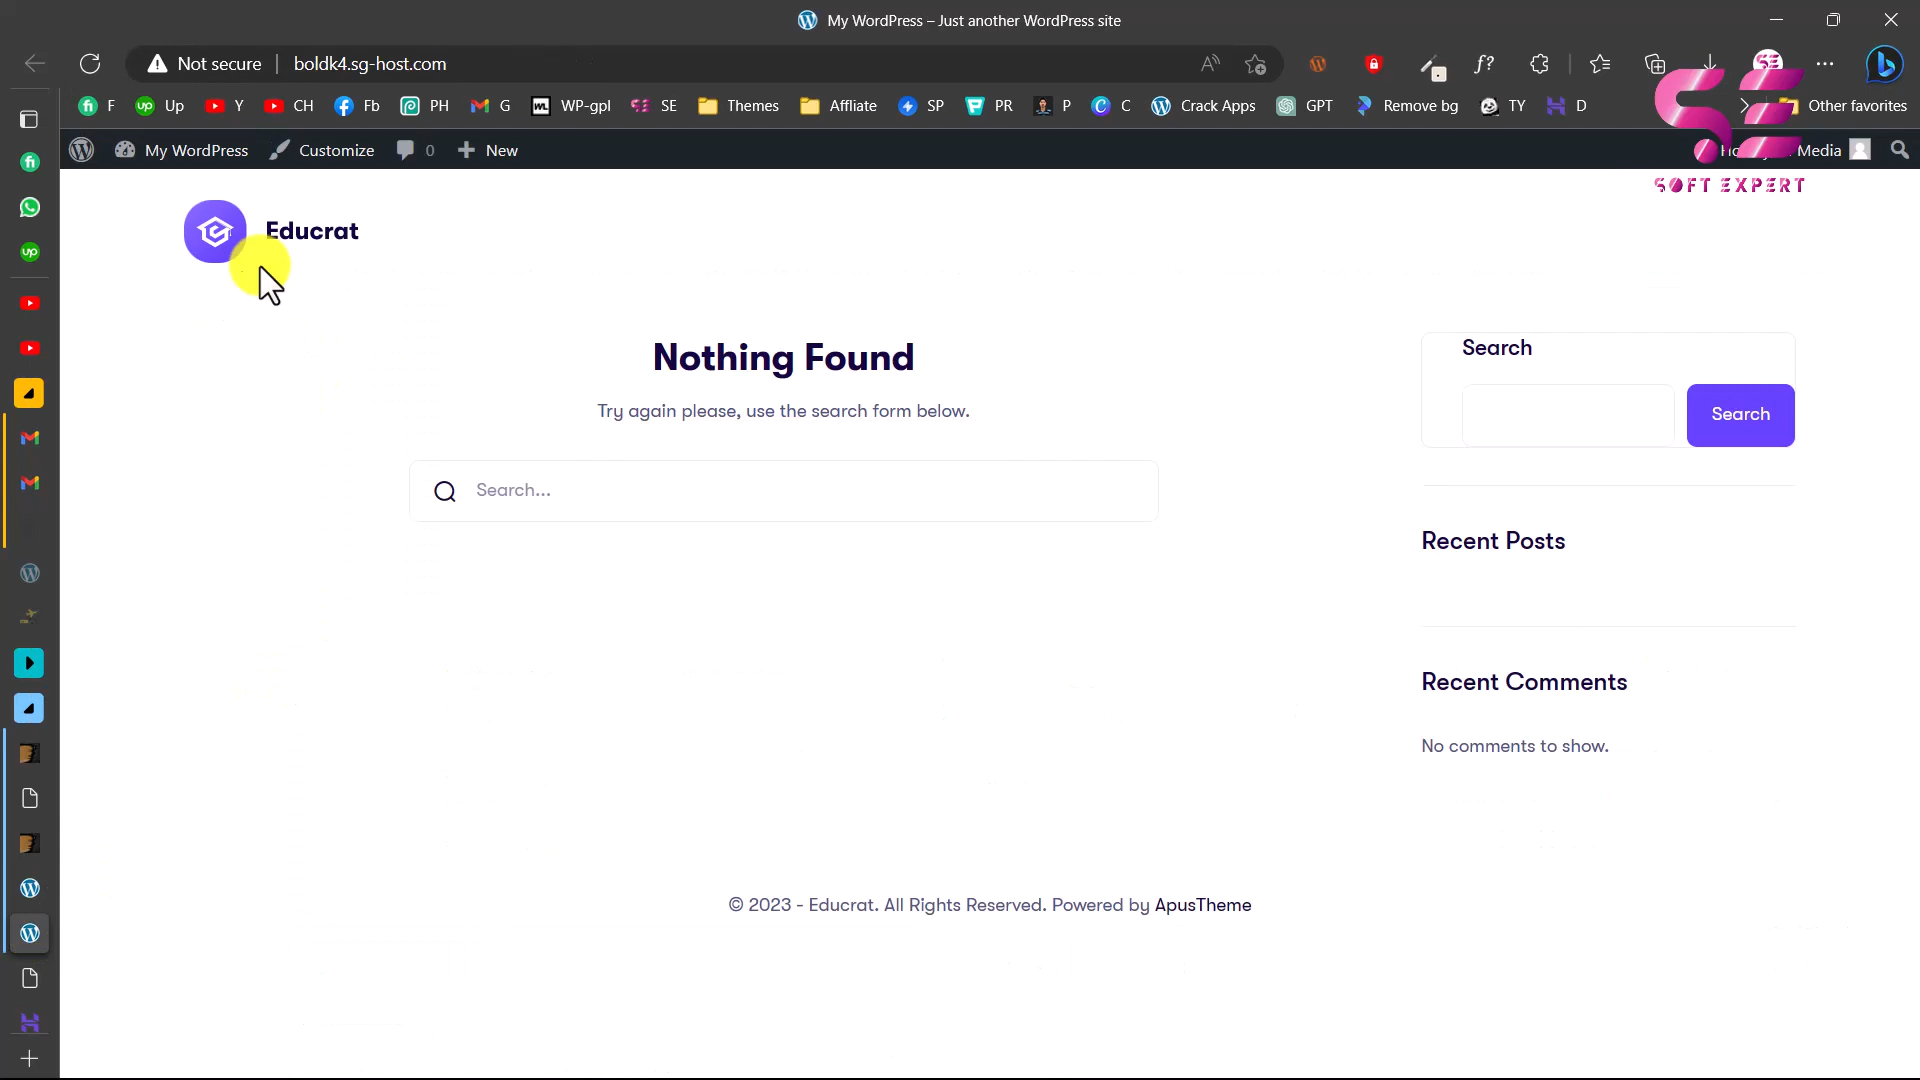 My WordPress – Just another WordPress site
Not secure boldk4.sg-host.com
F Up Y CH Fb PH G WP-gpl SE Themes Affliate SP PR P C Crack Apps GPT Remove bg TY D Other favorites
My WordPress Customize 0 New Media
SOFT EXPERT
Educrat
Nothing Found
Try again please, use the search form below.
Search...
Search
Search
Recent Posts
Recent Comments
No comments to show.
© 2023 - Educrat. All Rights Reserved. Powered by ApusTheme